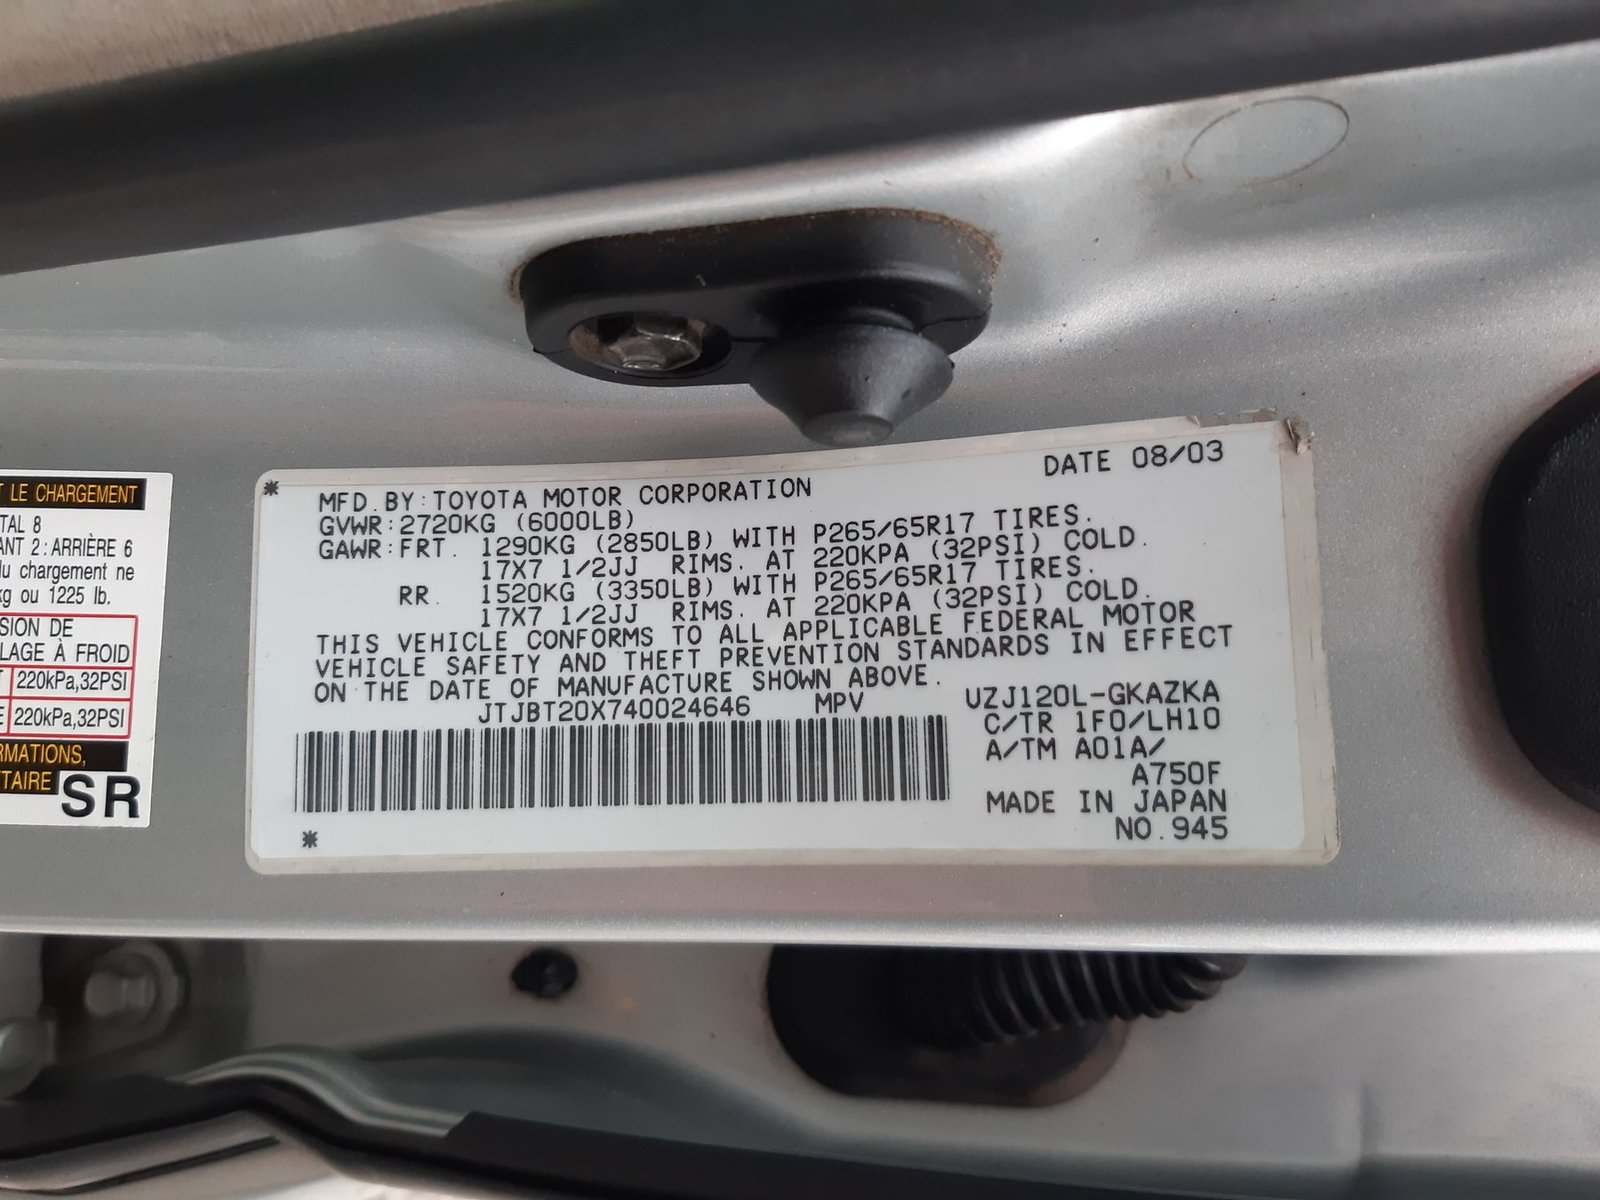 T LE CHARGEMENT
TAL 8
ANT 2 : ARRIÈRE 6
du chargement ne
kg ou 1225 lb.
SION DE
LAGE À FROID
220kPa,32PSI
220kPa,32PSI
RMATIONS,
TAIRE SR
* DATE 08/03
MFD. BY: TOYOTA MOTOR CORPORATION
GVWR: 2720KG (6000LB)
GAWR: FRT. 1290KG (2850LB) WITH P265/65R17 TIRES.
17X7 1/2JJ RIMS. AT 220KPA (32PSI) COLD.
RR. 1520KG (3350LB) WITH P265/65R17 TIRES.
17X7 1/2JJ RIMS. AT 220KPA (32PSI) COLD.
THIS VEHICLE CONFORMS TO ALL APPLICABLE FEDERAL MOTOR
VEHICLE SAFETY AND THEFT PREVENTION STANDARDS IN EFFECT
ON THE DATE OF MANUFACTURE SHOWN ABOVE.
JTJBT20X740024646 MPV UZJ120L-GKAZKA
C/TR 1F0/LH10
A/TM A01A/
A750F
MADE IN JAPAN
* NO. 945